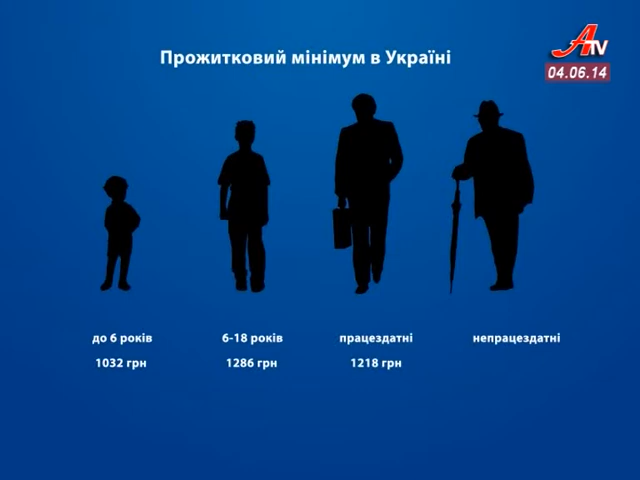 Прожитковий мінімум в Україні
АTV
04.06.14
до 6 років
6-18 років
працездатні
непрацездатні
1032 грн
1286 грн
1218 грн